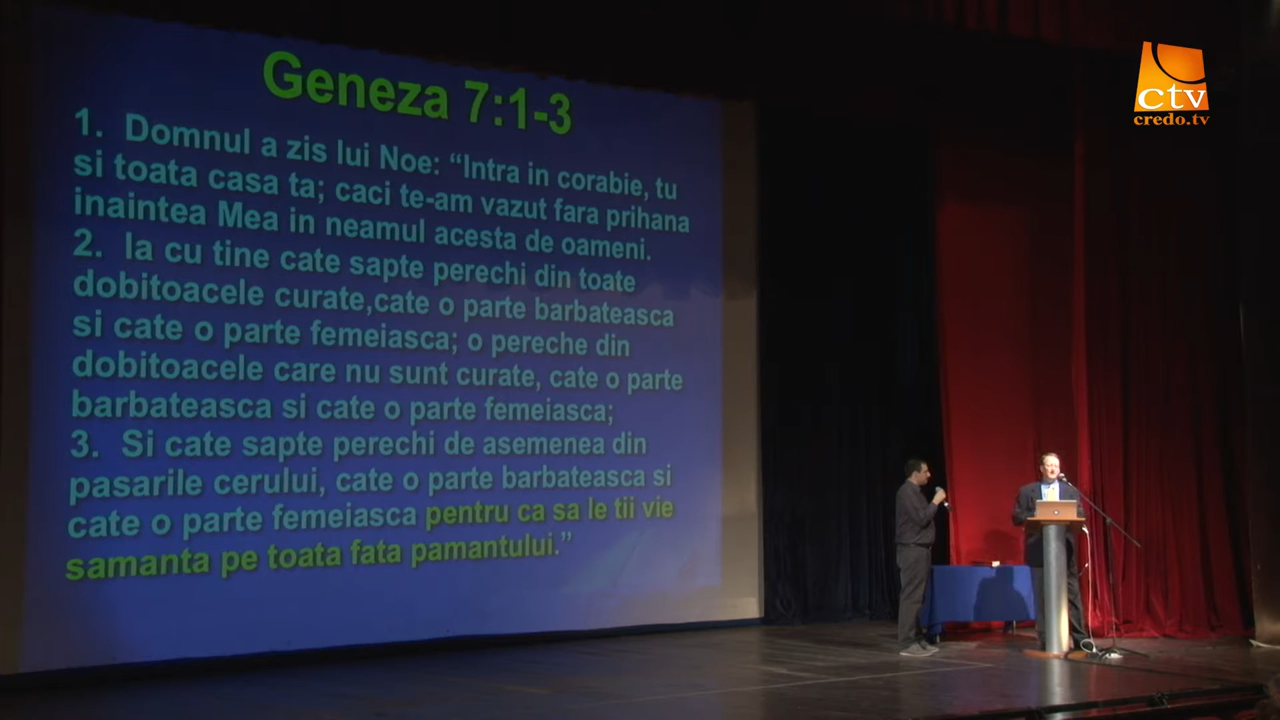 Geneza 7:1-3
1. Domnul a zis lui Noe: “Intra in corabie, tu
si toata casa ta; caci te-am vazut fara prihana
inaintea Mea in neamul acesta de oameni.
2. Ia cu tine cate sapte perechi din toate
dobitoacele curate,cate o parte barbateasca
si cate o parte femeiasca; o pereche din
dobitoacele care nu sunt curate, cate o parte
barbateasca si cate o parte femeiasca;
3. Si cate sapte perechi de asemenea din
pasarile cerului, cate o parte barbateasca si
cate o parte femeiasca pentru ca sa le tii vie
samanta pe toata fata pamantului.”
ctv
credo.tv